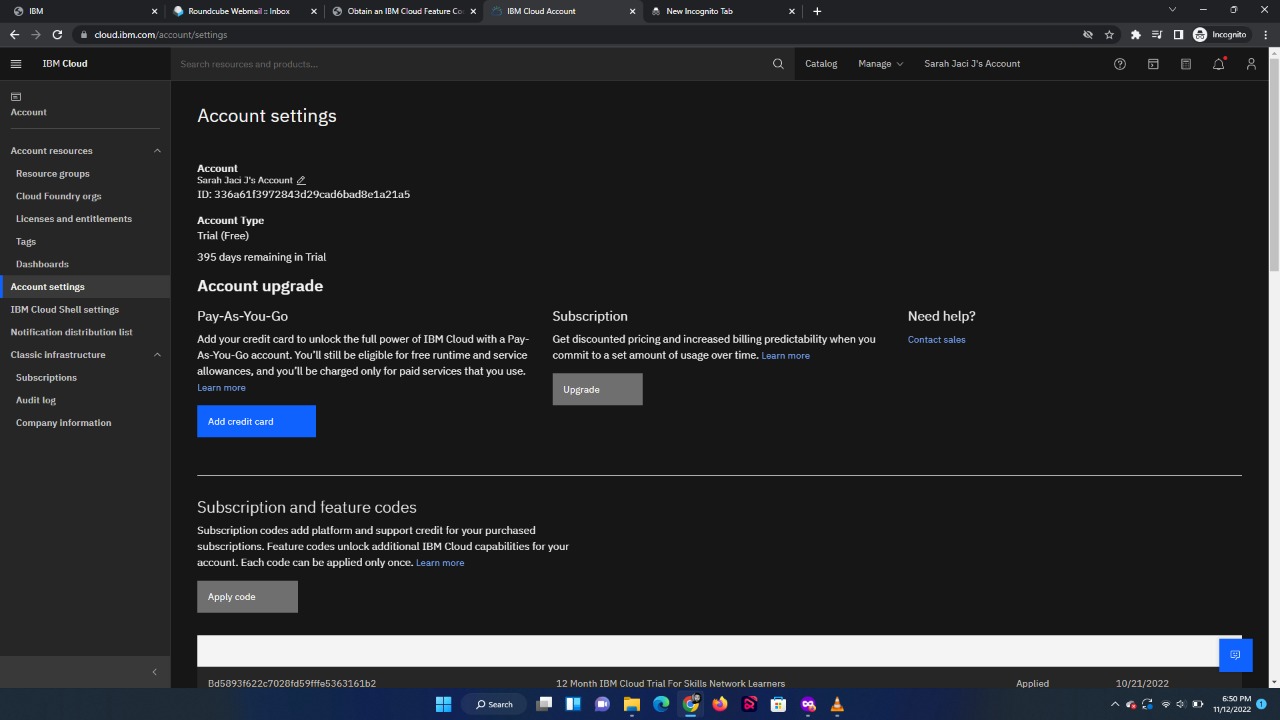 IBM
Roundcube Webmail :: Inbox
Obtain an IBM Cloud Feature Co
IBM Cloud Account
New Incognito Tab
cloud.ibm.com/account/settings
Incognito
IBM Cloud
Search resources and products...
Catalog
Manage
Sarah Jaci J's Account
Account
Account resources
Resource groups
Cloud Foundry orgs
Licenses and entitlements
Tags
Dashboards
Account settings
IBM Cloud Shell settings
Notification distribution list
Classic infrastructure
Subscriptions
Audit log
Company information
Account settings
Account
Sarah Jaci J's Account
ID: 336a61f3972843d29cad6bad8e1a21a5
Account Type
Trial (Free)
395 days remaining in Trial
Account upgrade
Pay-As-You-Go
Add your credit card to unlock the full power of IBM Cloud with a Pay-
As-You-Go account. You'll still be eligible for free runtime and service
allowances, and you'll be charged only for paid services that you use.
Learn more
Add credit card
Subscription
Get discounted pricing and increased billing predictability when you
commit to a set amount of usage over time. Learn more
Upgrade
Need help?
Contact sales
Subscription and feature codes
Subscription codes add platform and support credit for your purchased
subscriptions. Feature codes unlock additional IBM Cloud capabilities for your
account. Each code can be applied only once. Learn more
Apply code
Bd5893f622c7028fd59fffe5363161b2
12 Month IBM Cloud Trial For Skills Network Learners
Applied
10/21/2022
Search
6:50 PM
11/12/2022
1